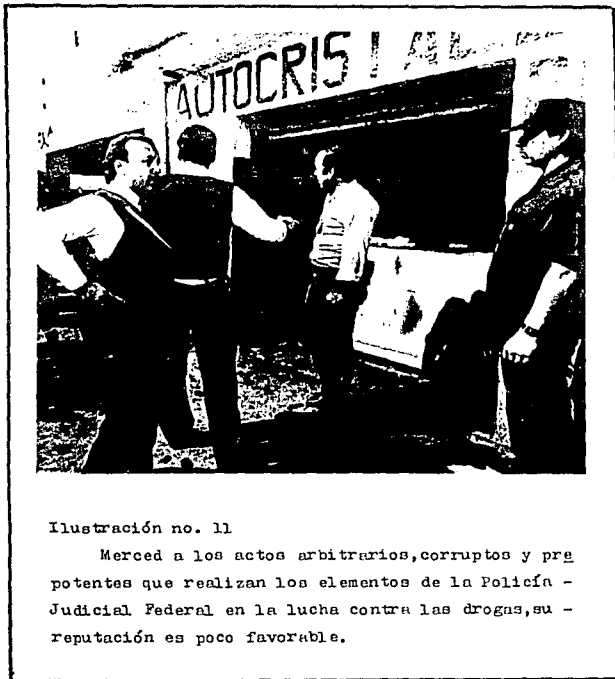 AUTOCRISTAL
Ilustración no. 11
Merced a los actos arbitrarios,corruptos y pre
potentes que realizan los elementos de la Policía -
Judicial Federal en la lucha contra las drogas,su -
reputación es poco favorable.